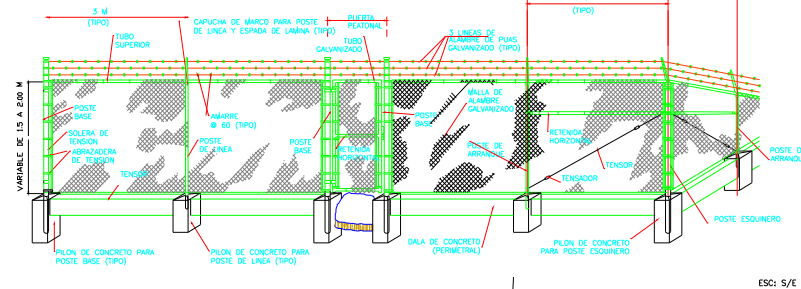 3 M
(TIPO)
TUBO
SUPERIOR
CAPUCHA DE MARCO PARA POSTE
DE LINEA Y ESPADA DE LAMINA (TIPO)
PUERTA
PEATONAL
TUBO
GALVANIZADO
3 LINEAS DE
ALAMBRE DE PUAS
GALVANIZADO (TIPO)
(TIPO)
VARIABLE DE 1.5 A 2.00 M
POSTE
BASE
SOLERA DE
TENSION
ABRAZADERA
DE TENSION
TENSOR
AMARRE
@ 60 (TIPO)
POSTE
DE LINEA
POSTE
BASE
RETENIDA
HORIZONTAL
POSTE
BASE
MALLA DE
ALAMBRE
GALVANIZADO
POSTE DE
ARRANQUE
RETENIDA
HORIZONTAL
TENSOR
TENSADOR
POSTE
ARRANQ
POSTE ESQUINERO
PILON DE CONCRETO PARA
POSTE BASE (TIPO)
PILON DE CONCRETO PARA
POSTE DE LINEA (TIPO)
DALA DE CONCRETO
(PERIMETRAL)
PILON DE CONCRETO
PARA POSTE ESQUINERO
ESC: S/E